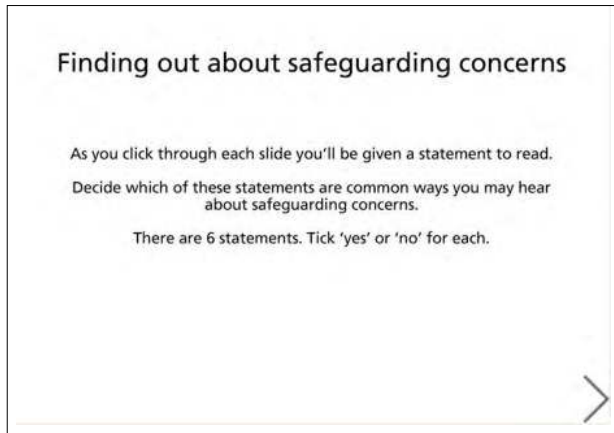 Finding out about safeguarding concerns
As you click through each slide you'll be given a statement to read.
Decide which of these statements are common ways you may hear
about safeguarding concerns.
There are 6 statements. Tick 'yes' or 'no' for each.